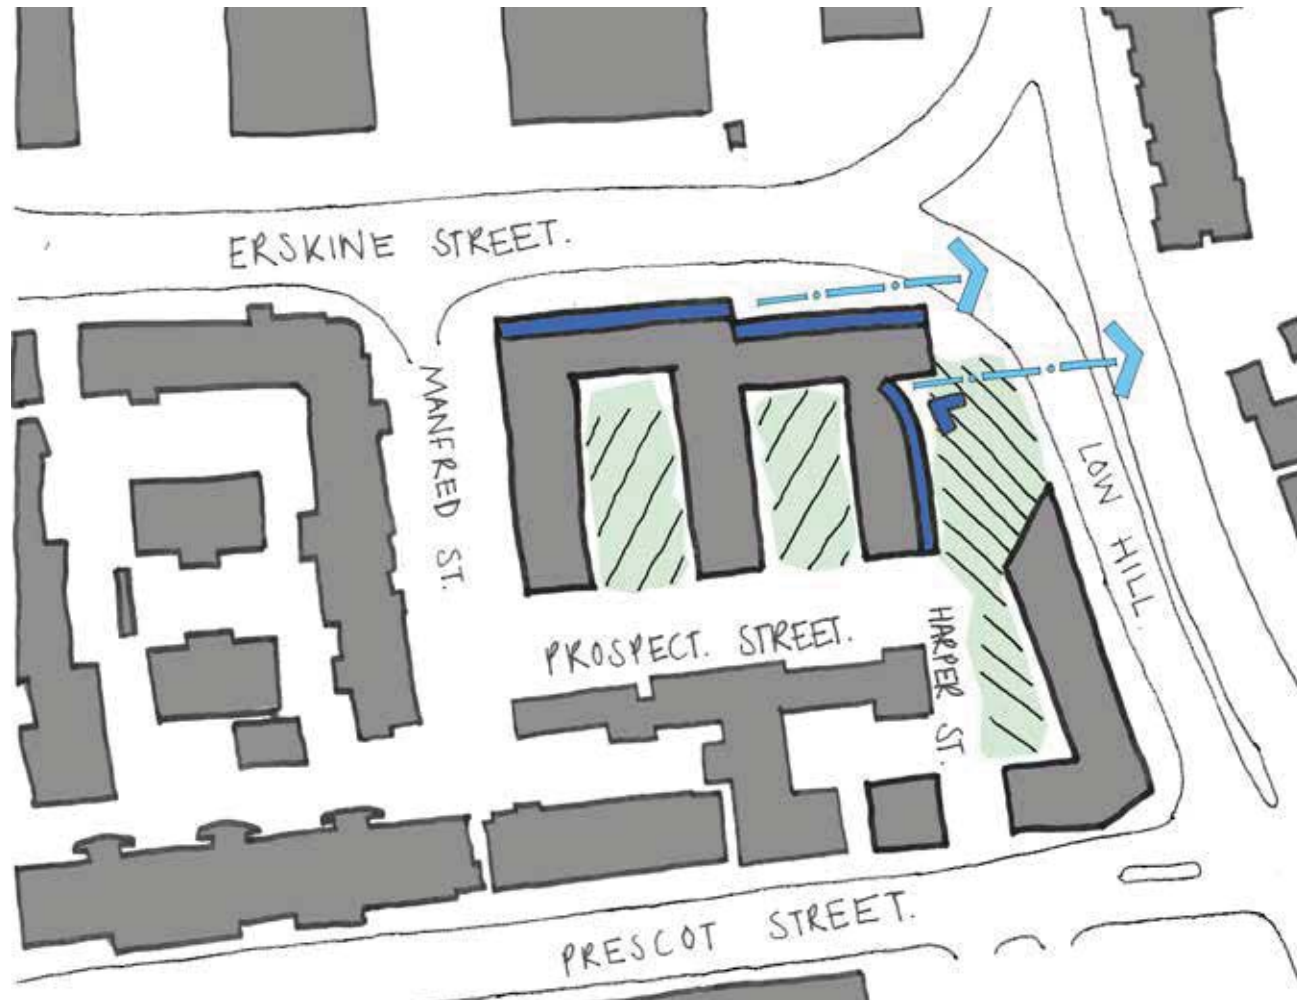 ERSKINE STREET.
MANFRED ST.
LOW HILL.
PROSPECT. STREET.
HARPER ST.
PRESCOT STREET.